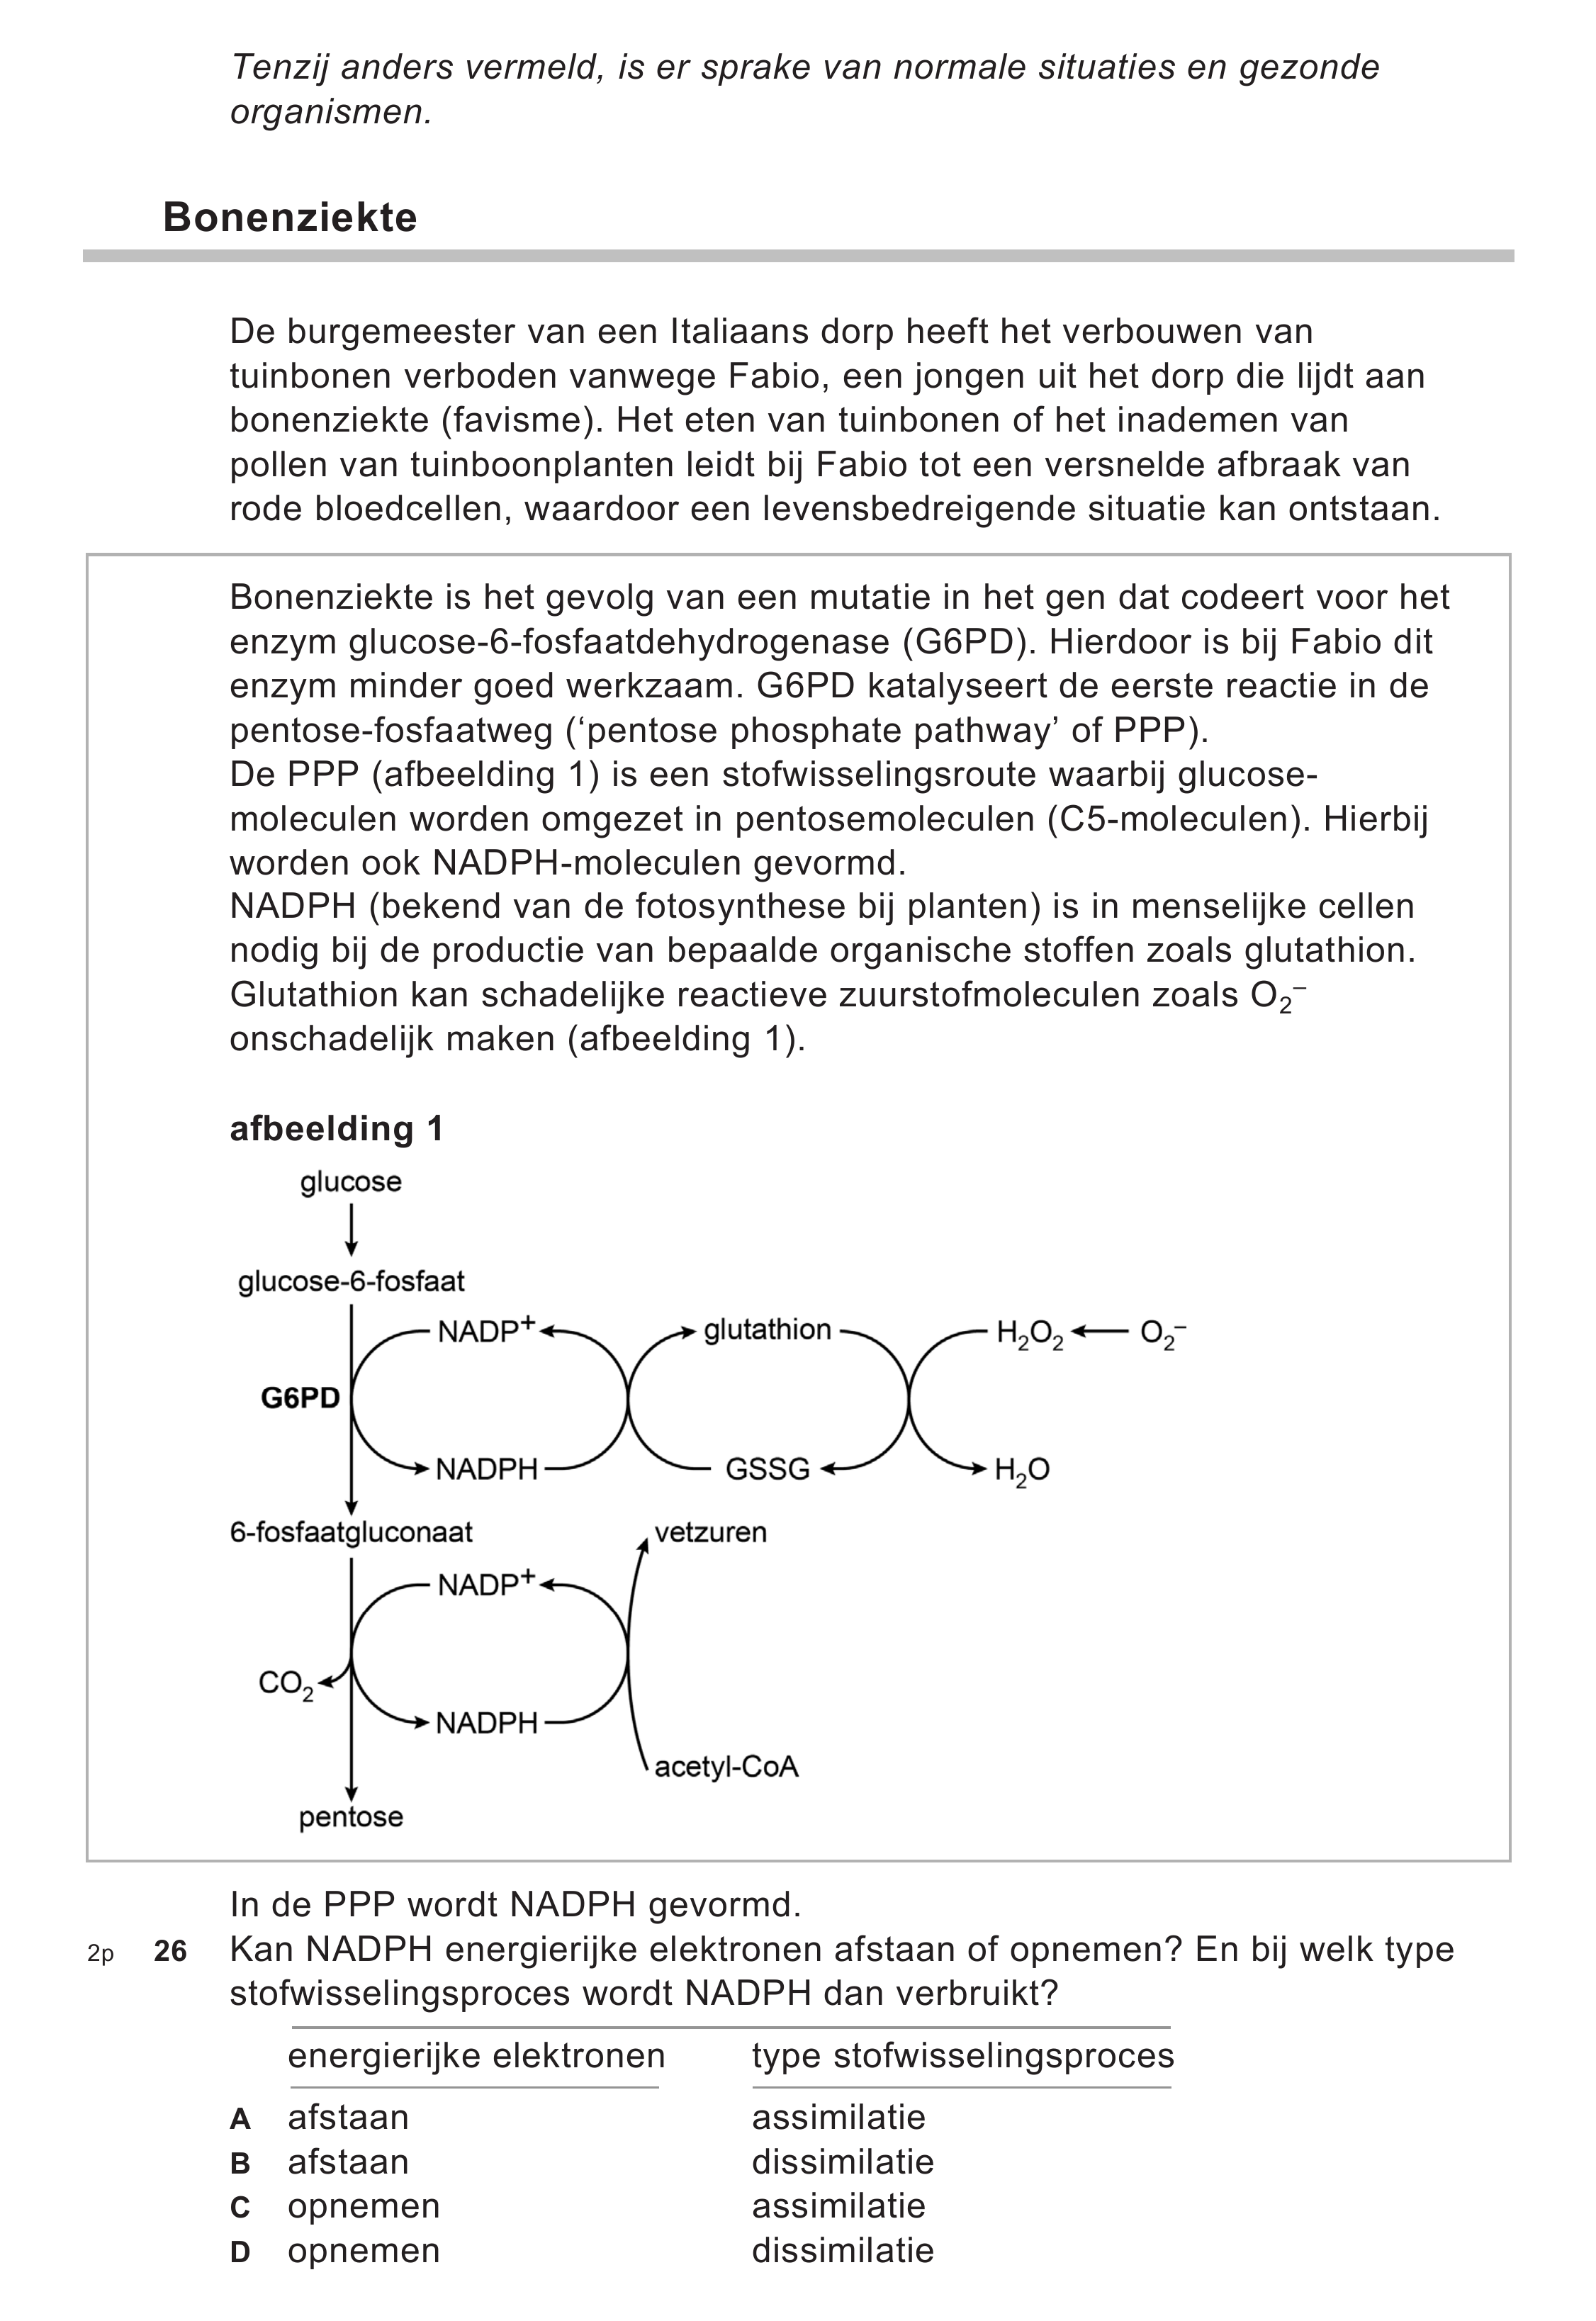 Tenzij anders vermeld, is er sprake van normale situaties en gezonde
organismen.
Bonenziekte
De burgemeester van een Italiaans dorp heeft het verbouwen van
tuinbonen verboden vanwege Fabio, een jongen uit het dorp die lijdt aan
bonenziekte (favisme). Het eten van tuinbonen of het inademen van
pollen van tuinboonplanten leidt bij Fabio tot een versnelde afbraak van
rode bloedcellen, waardoor een levensbedreigende situatie kan ontstaan.
Bonenziekte is het gevolg van een mutatie in het gen dat codeert voor het
enzym glucose-6-fosfaatdehydrogenase (G6PD). Hierdoor is bij Fabio dit
enzym minder goed werkzaam. G6PD katalyseert de eerste reactie in de
pentose-fosfaatweg (‘pentose phosphate pathway’ of PPP).
De PPP (afbeelding 1) is een stofwisselingsroute waarbij glucose-
moleculen worden omgezet in pentosemoleculen (C5-moleculen). Hierbij
worden ook NADPH-moleculen gevormd.
NADPH (bekend van de fotosynthese bij planten) is in menselijke cellen
nodig bij de productie van bepaalde organische stoffen zoals glutathion.
Glutathion kan schadelijke reactieve zuurstofmoleculen zoals O₂⁻
onschadelijk maken (afbeelding 1).
afbeelding 1
glucose
glucose-6-fosfaat
NADP⁺ glutathion H₂O₂ O₂⁻
G6PD
NADPH GSSG H₂O
6-fosfaatgluconaat vetzuren
NADP⁺
CO₂
NADPH
acetyl-CoA
pentose
In de PPP wordt NADPH gevormd.
2p 26 Kan NADPH energierijke elektronen afstaan of opnemen? En bij welk type
stofwisselingsproces wordt NADPH dan verbruikt?
energierijke elektronen type stofwisselingsproces
A afstaan assimilatie
B afstaan dissimilatie
C opnemen assimilatie
D opnemen dissimilatie